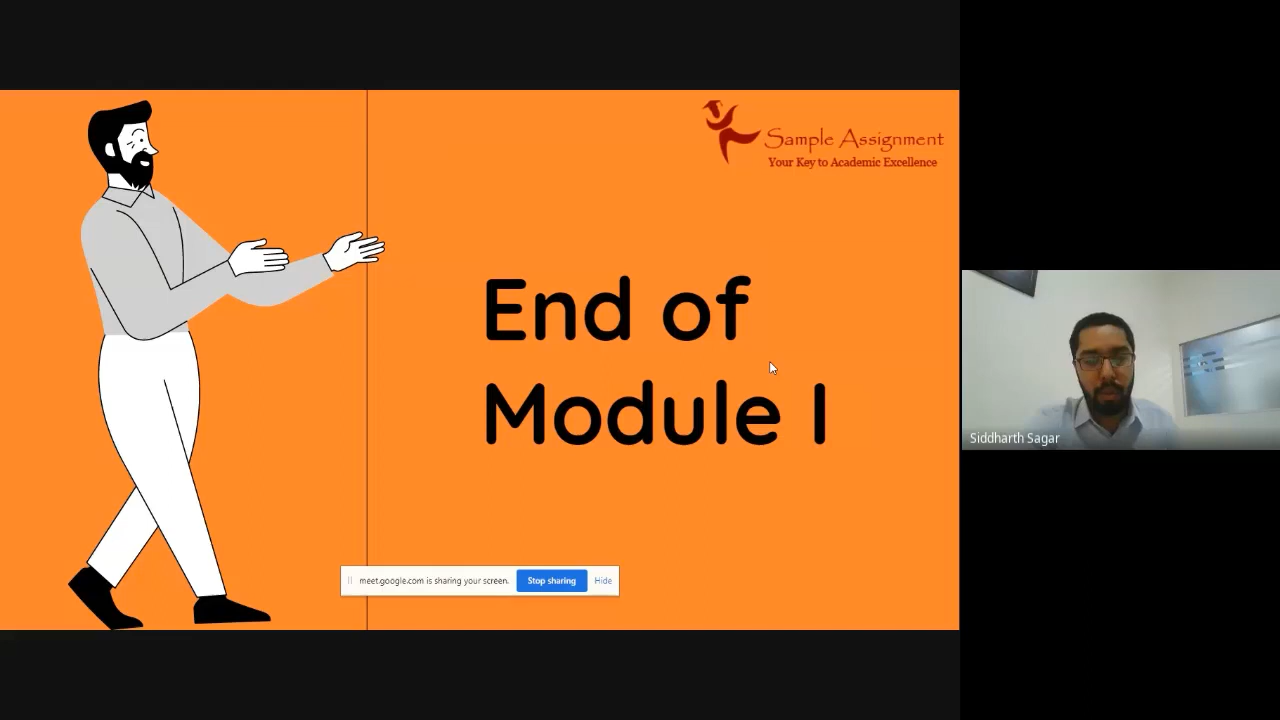 Sample Assignment
Your Key to Academic Excellence
End of
Module I
Siddharth Sagar
meet.google.com is sharing your screen.
Stop sharing
Hide